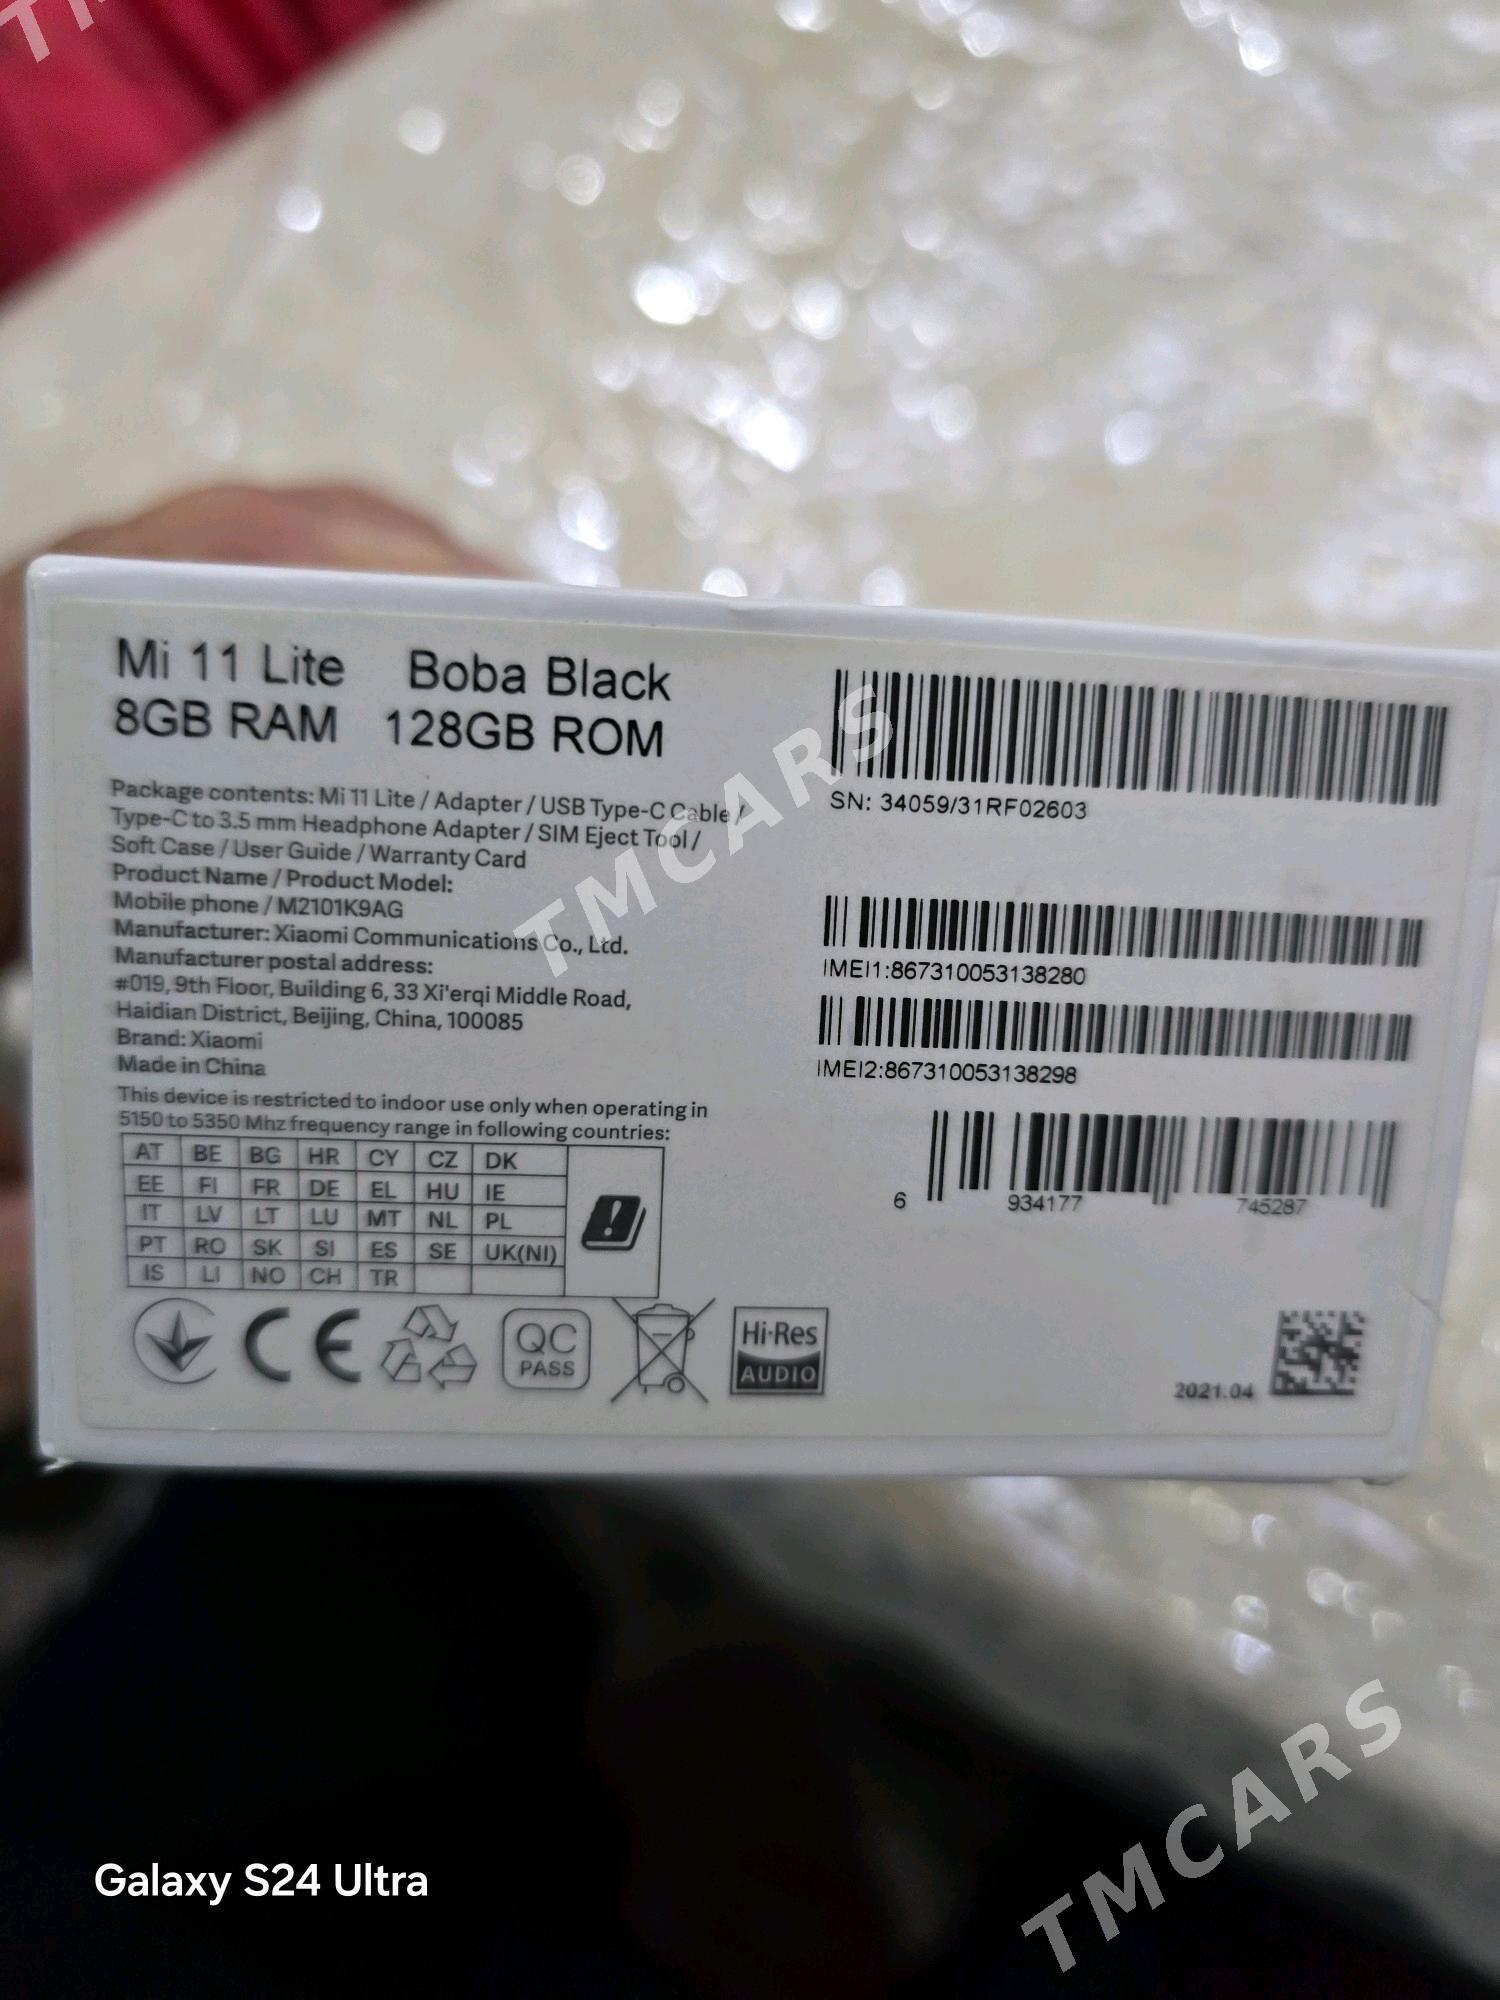 Mi 11 Lite Boba Black
8GB RAM 128GB ROM
Package contents: Mi 11 Lite / Adapter / USB Type-C Cable /
Type-C to 3.5 mm Headphone Adapter / SIM Eject Tool /
Soft Case / User Guide / Warranty Card
Product Name / Product Model:
Mobile phone / M2101K9AG
Manufacturer: Xiaomi Communications Co., Ltd.
Manufacturer postal address:
#019, 9th Floor, Building 6, 33 Xi'erqi Middle Road,
Haidian District, Beijing, China, 100085
Brand: Xiaomi
Made in China
This device is restricted to indoor use only when operating in
5150 to 5350 Mhz frequency range in following countries:
AT BE BG HR CY CZ DK
EE FI FR DE EL HU IE
IT LV LT LU MT NL PL
PT RO SK SI ES SE UK(NI)
IS LI NO CH TR
CE
QC
PASS
Hi-Res
AUDIO
SN: 34059/31RF02603
IMEI1:867310053138280
IMEI2:867310053138298
6 934177 745287
2021.04
TMCARS
Galaxy S24 Ultra
TMCARS